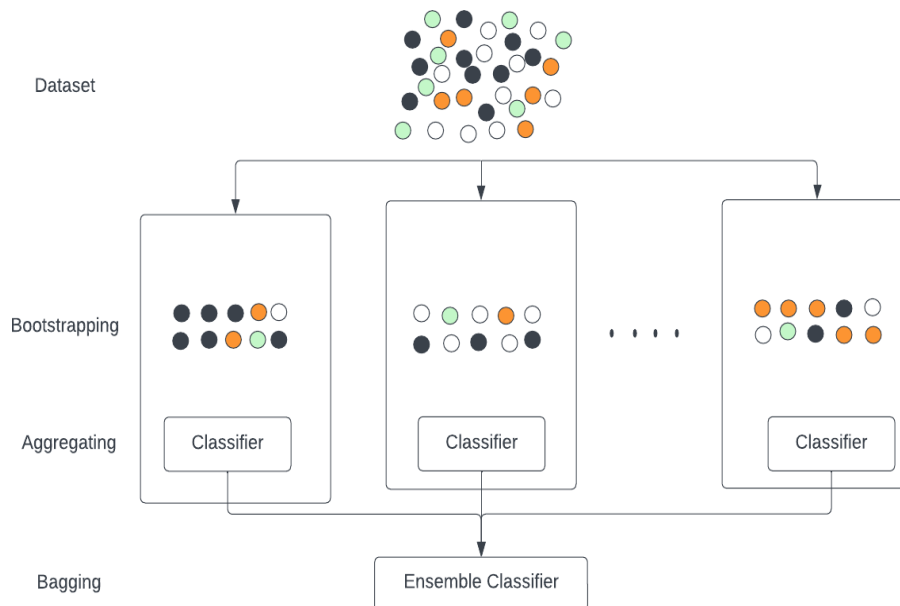 Dataset
Bootstrapping
Aggregating
Classifier
Classifier
Classifier
Bagging
Ensemble Classifier